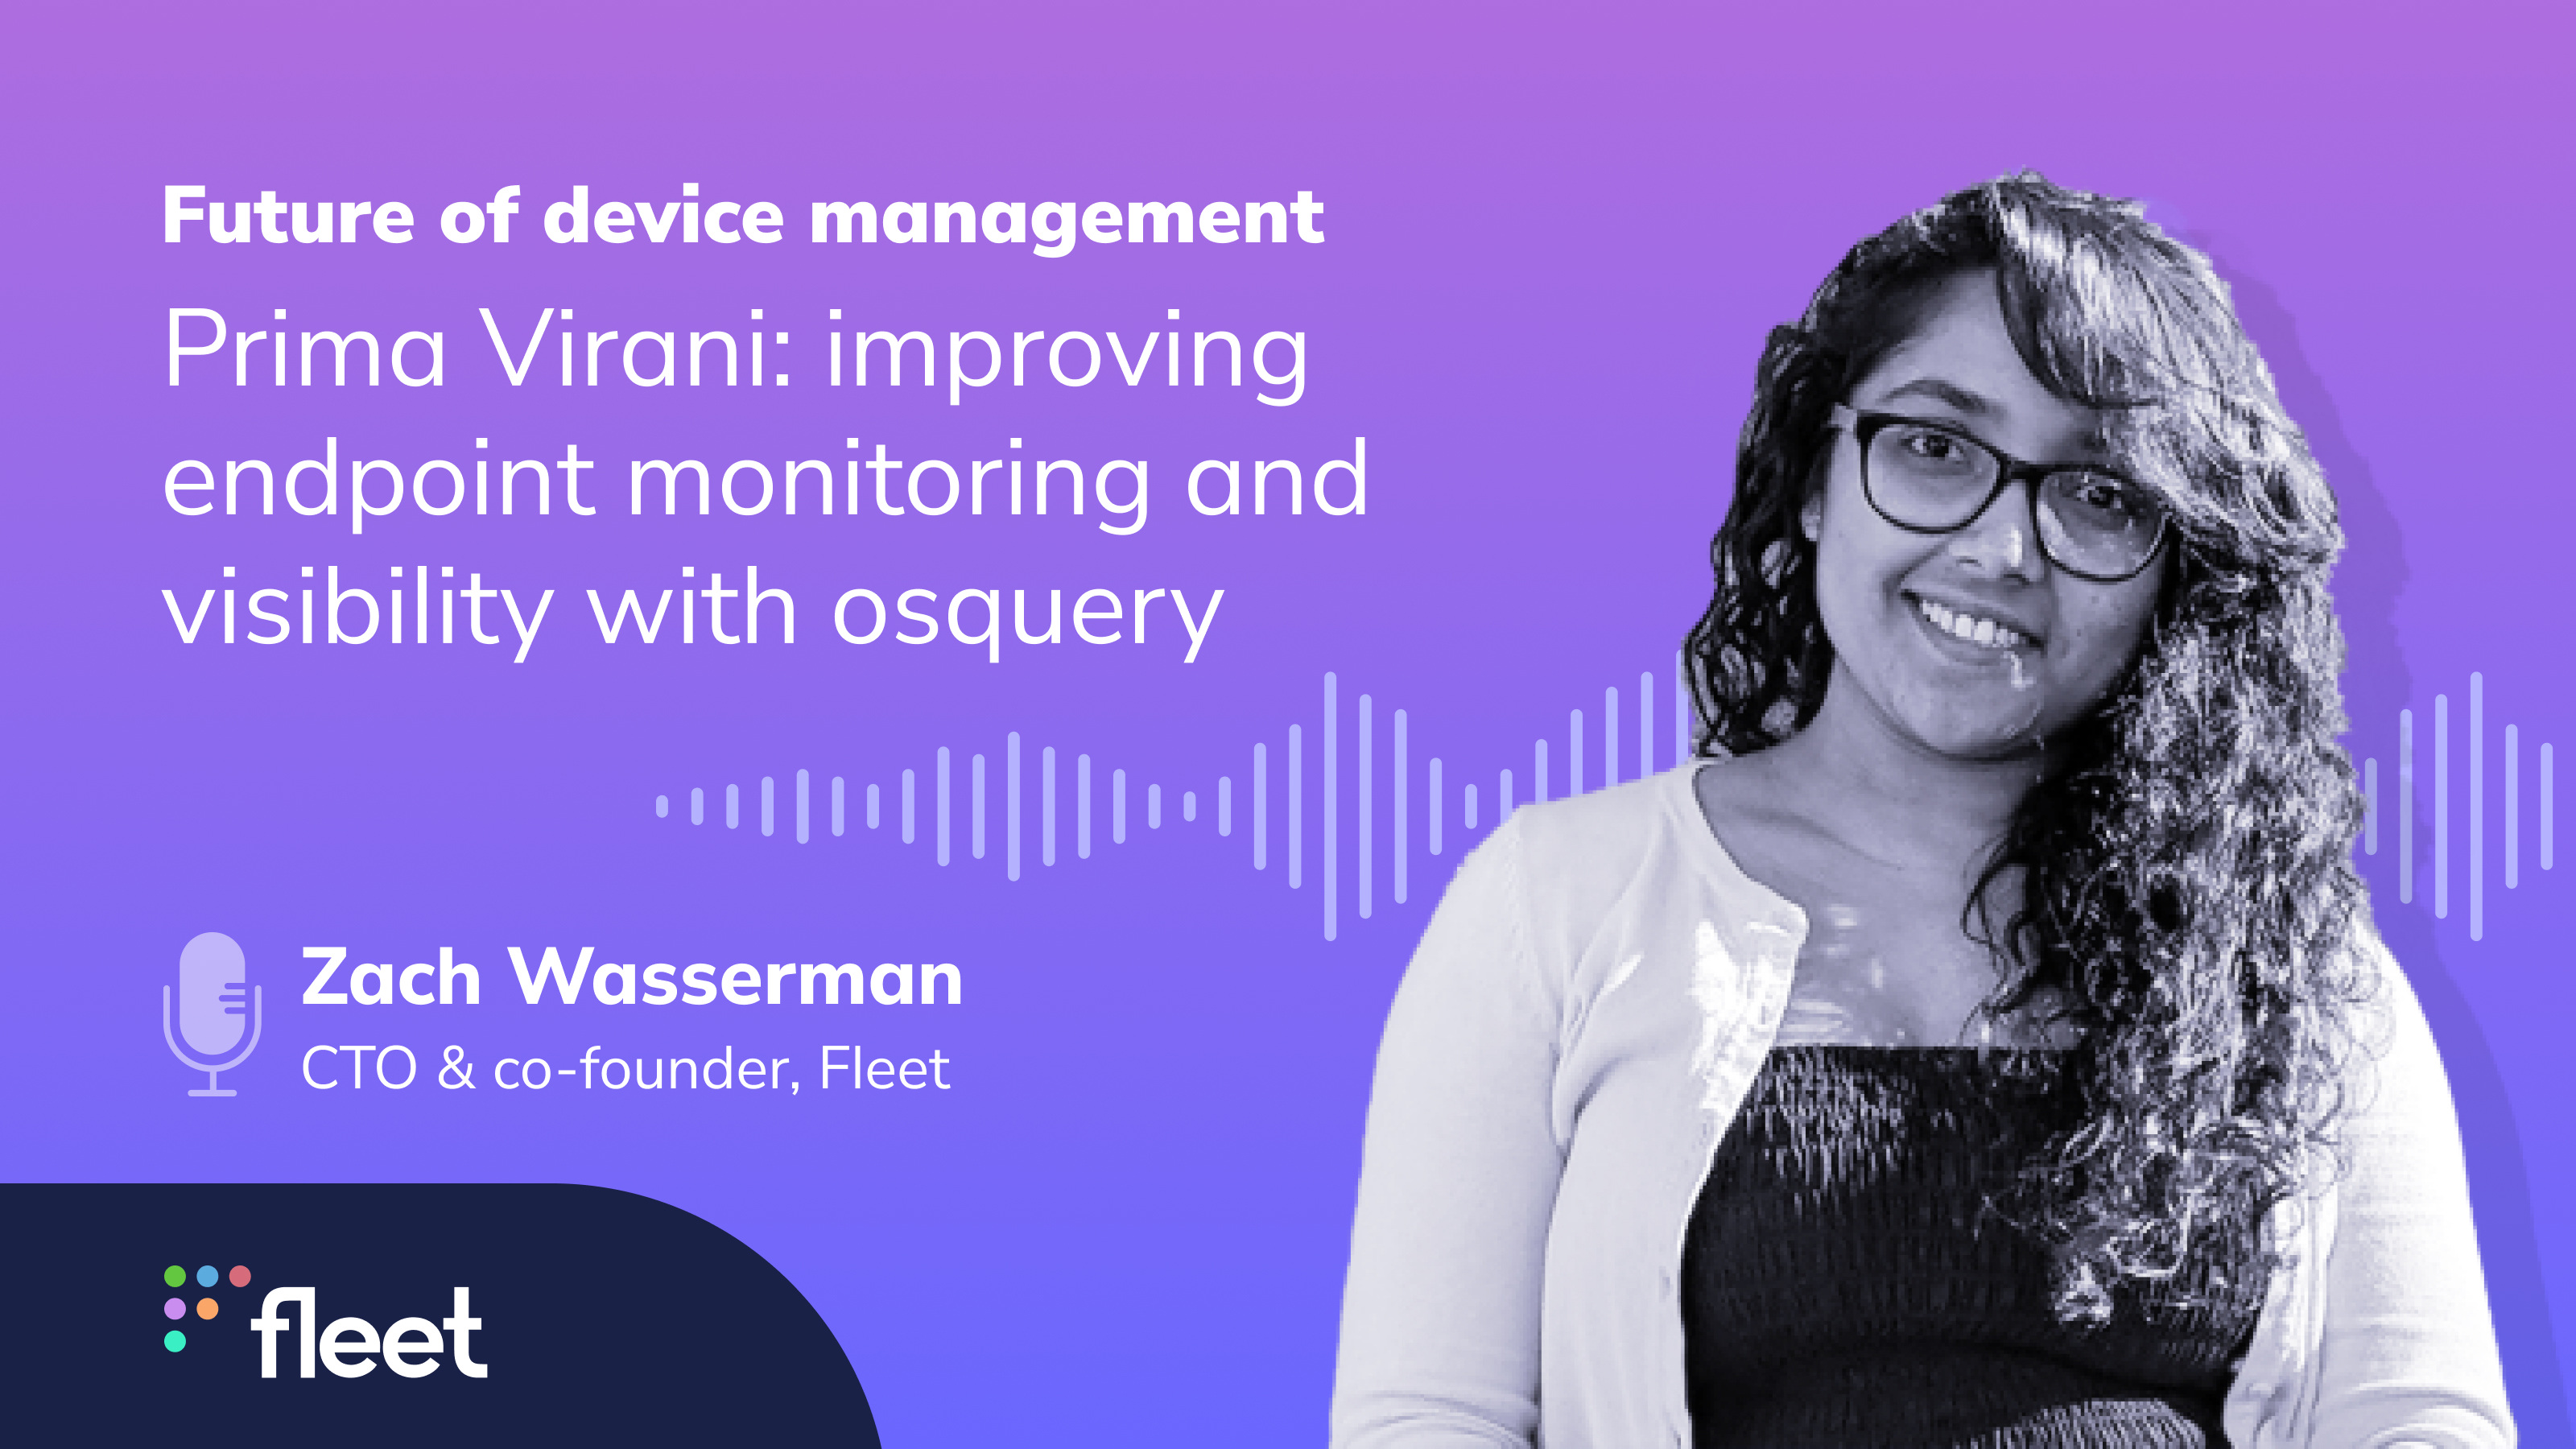 Future of device management
Prima Virani: improving
endpoint monitoring and
visibility with osquery
Zach Wasserman
CTO & co-founder, Fleet
fleet